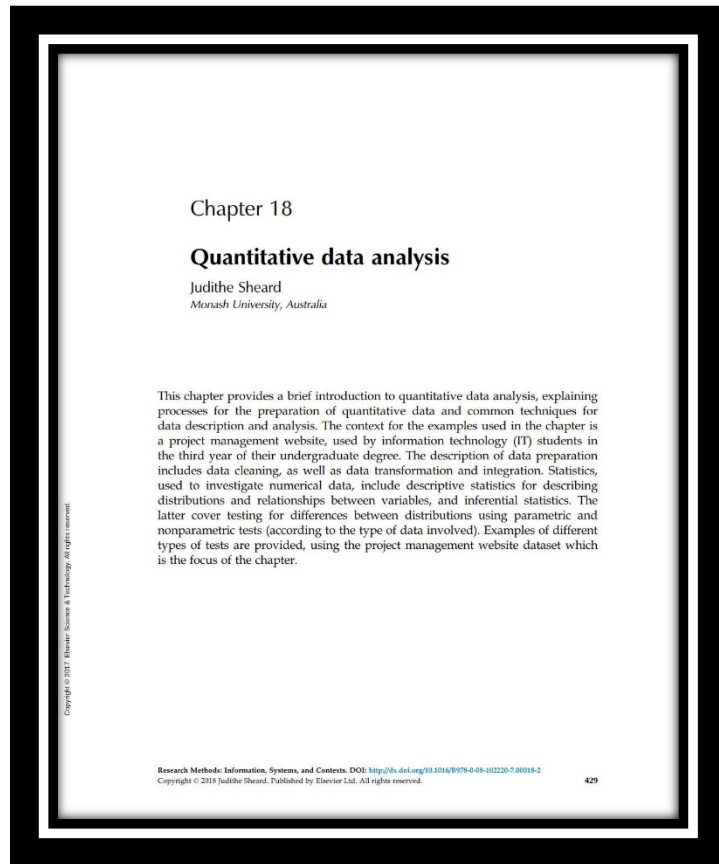 Chapter 18
Quantitative data analysis
Judithe Sheard
Monash University, Australia
This chapter provides a brief introduction to quantitative data analysis, explaining
processes for the preparation of quantitative data and common techniques for
data description and analysis. The context for the examples used in the chapter is
a project management website, used by information technology (IT) students in
the third year of their undergraduate degree. The description of data preparation
includes data cleaning, as well as data transformation and integration. Statistics,
used to investigate numerical data, include descriptive statistics for describing
distributions and relationships between variables, and inferential statistics. The
latter cover testing for differences between distributions using parametric and
nonparametric tests (according to the type of data involved). Examples of different
types of tests are provided, using the project management website dataset which
is the focus of the chapter.
Copyright © 2017. Elsevier Science & Technology. All rights reserved.
Research Methods: Information, Systems, and Contexts. DOI: http://dx.doi.org/10.1016/B978-0-08-102220-7.00018-2
Copyright © 2018 Judithe Sheard. Published by Elsevier Ltd. All rights reserved.
429